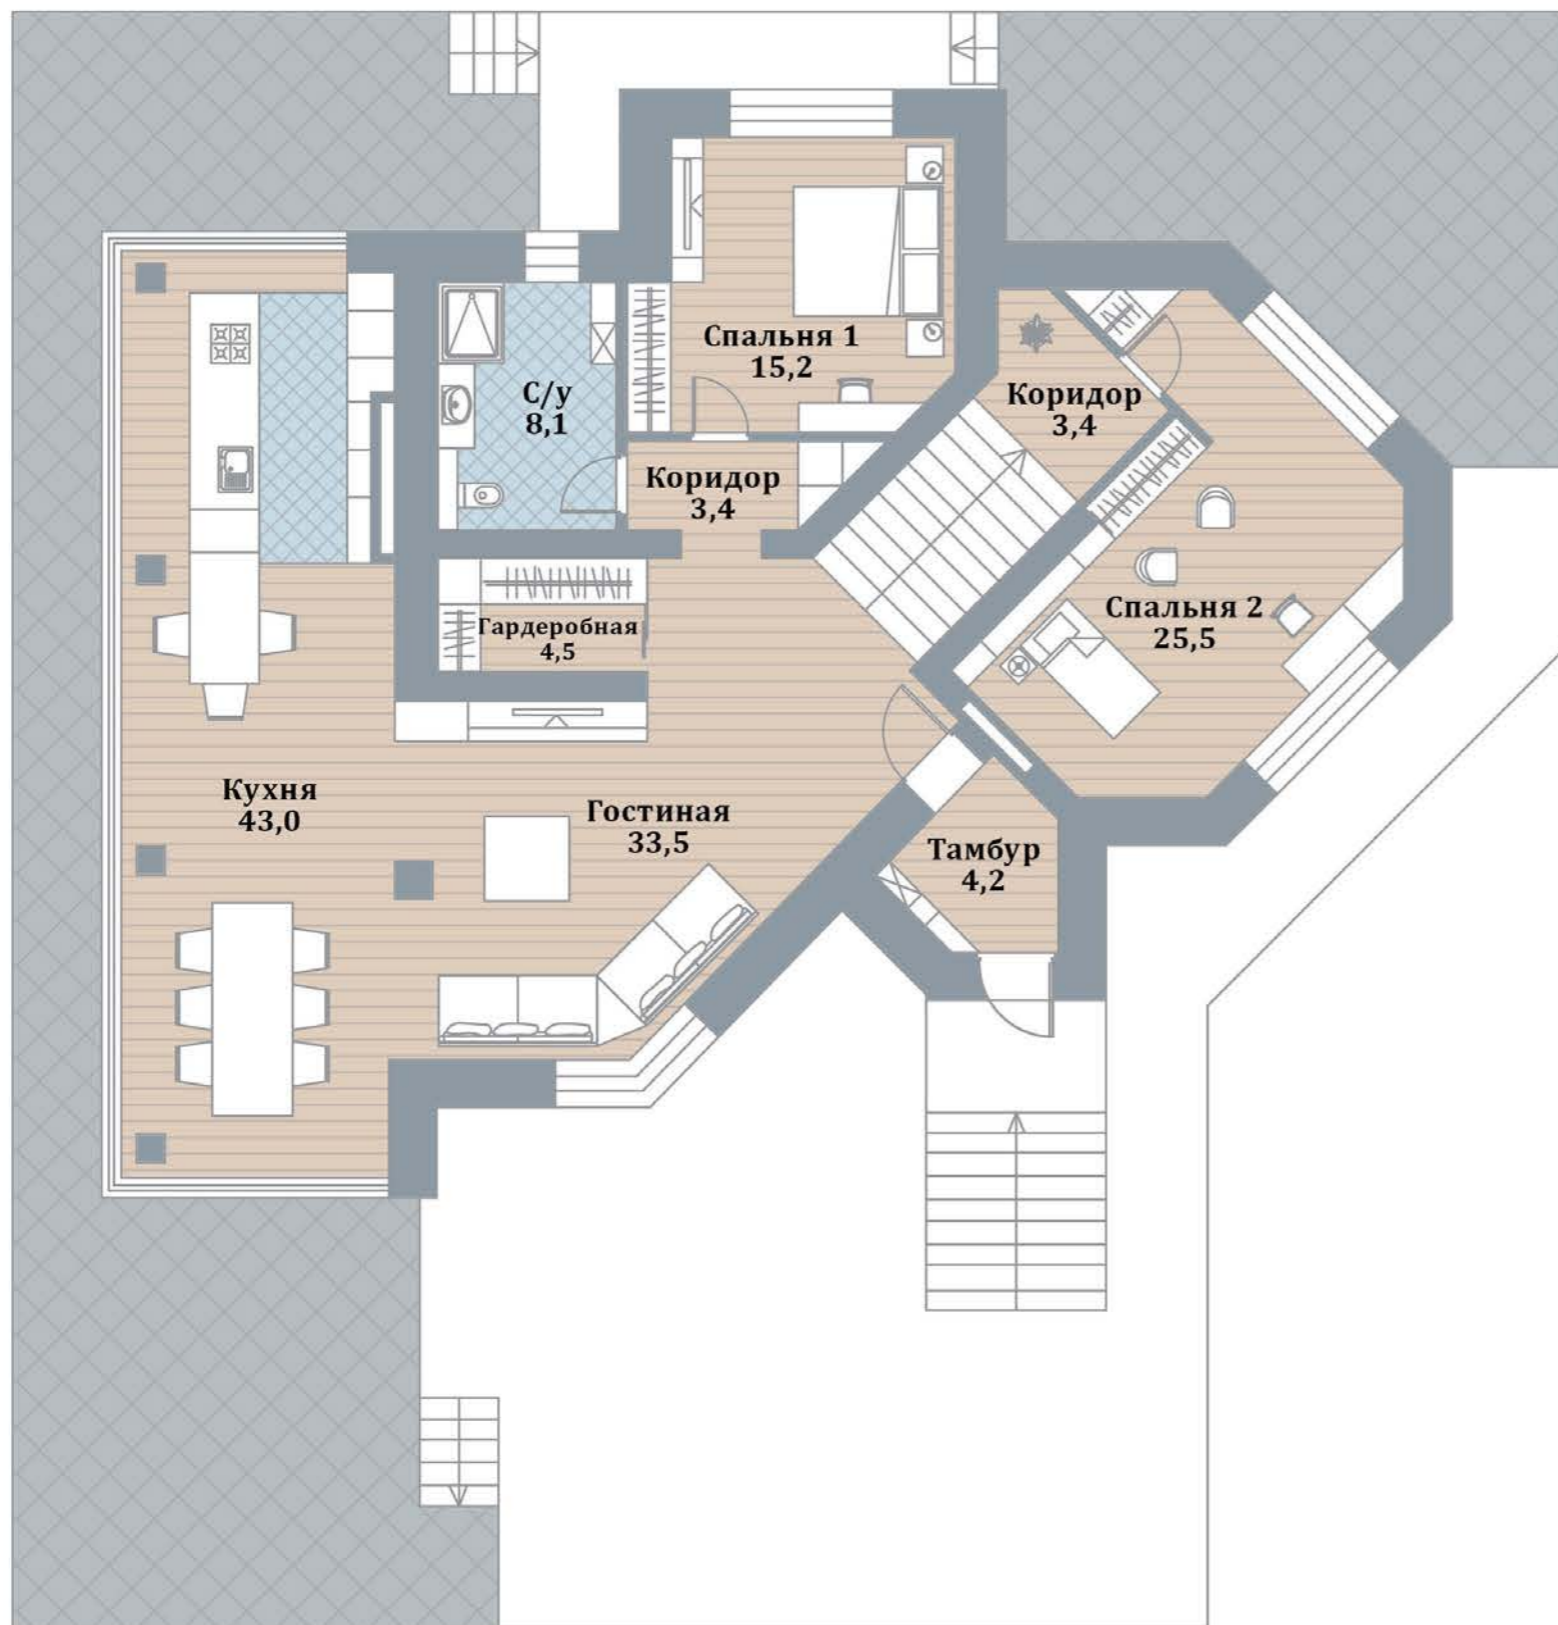 Спальня 1
15,2
С/у
8,1
Коридор
3,4
Коридор
3,4
Гардеробная
4,5
Спальня 2
25,5
Кухня
43,0
Гостиная
33,5
Тамбур
4,2